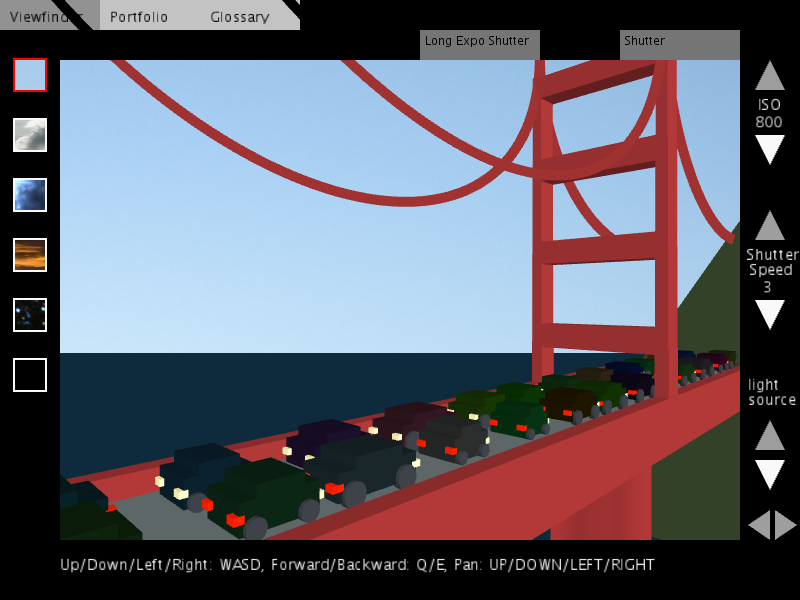 Viewfinder Portfolio Glossary
Long Expo Shutter Shutter
ISO
800
Shutter
Speed
3
light
source
Up/Down/Left/Right: WASD, Forward/Backward: Q/E, Pan: UP/DOWN/LEFT/RIGHT